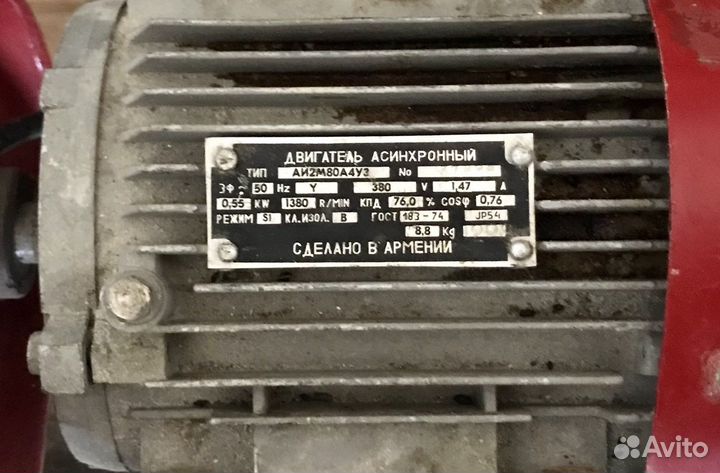 ДВИГАТЕЛЬ АСИНХРОННЫЙ
ТИП АИ2М80А4У3 No
3Ф. 50 Hz Y 380 V 1,47 A
0,55 KW 1380 R/MIN КПД 76,0 % COSφ 0,76
РЕЖИМ S1 КЛ.ИЗОЛ. B ГОСТ 183-74 JP54
8,8 Kg
СДЕЛАНО В АРМЕНИИ
Avito